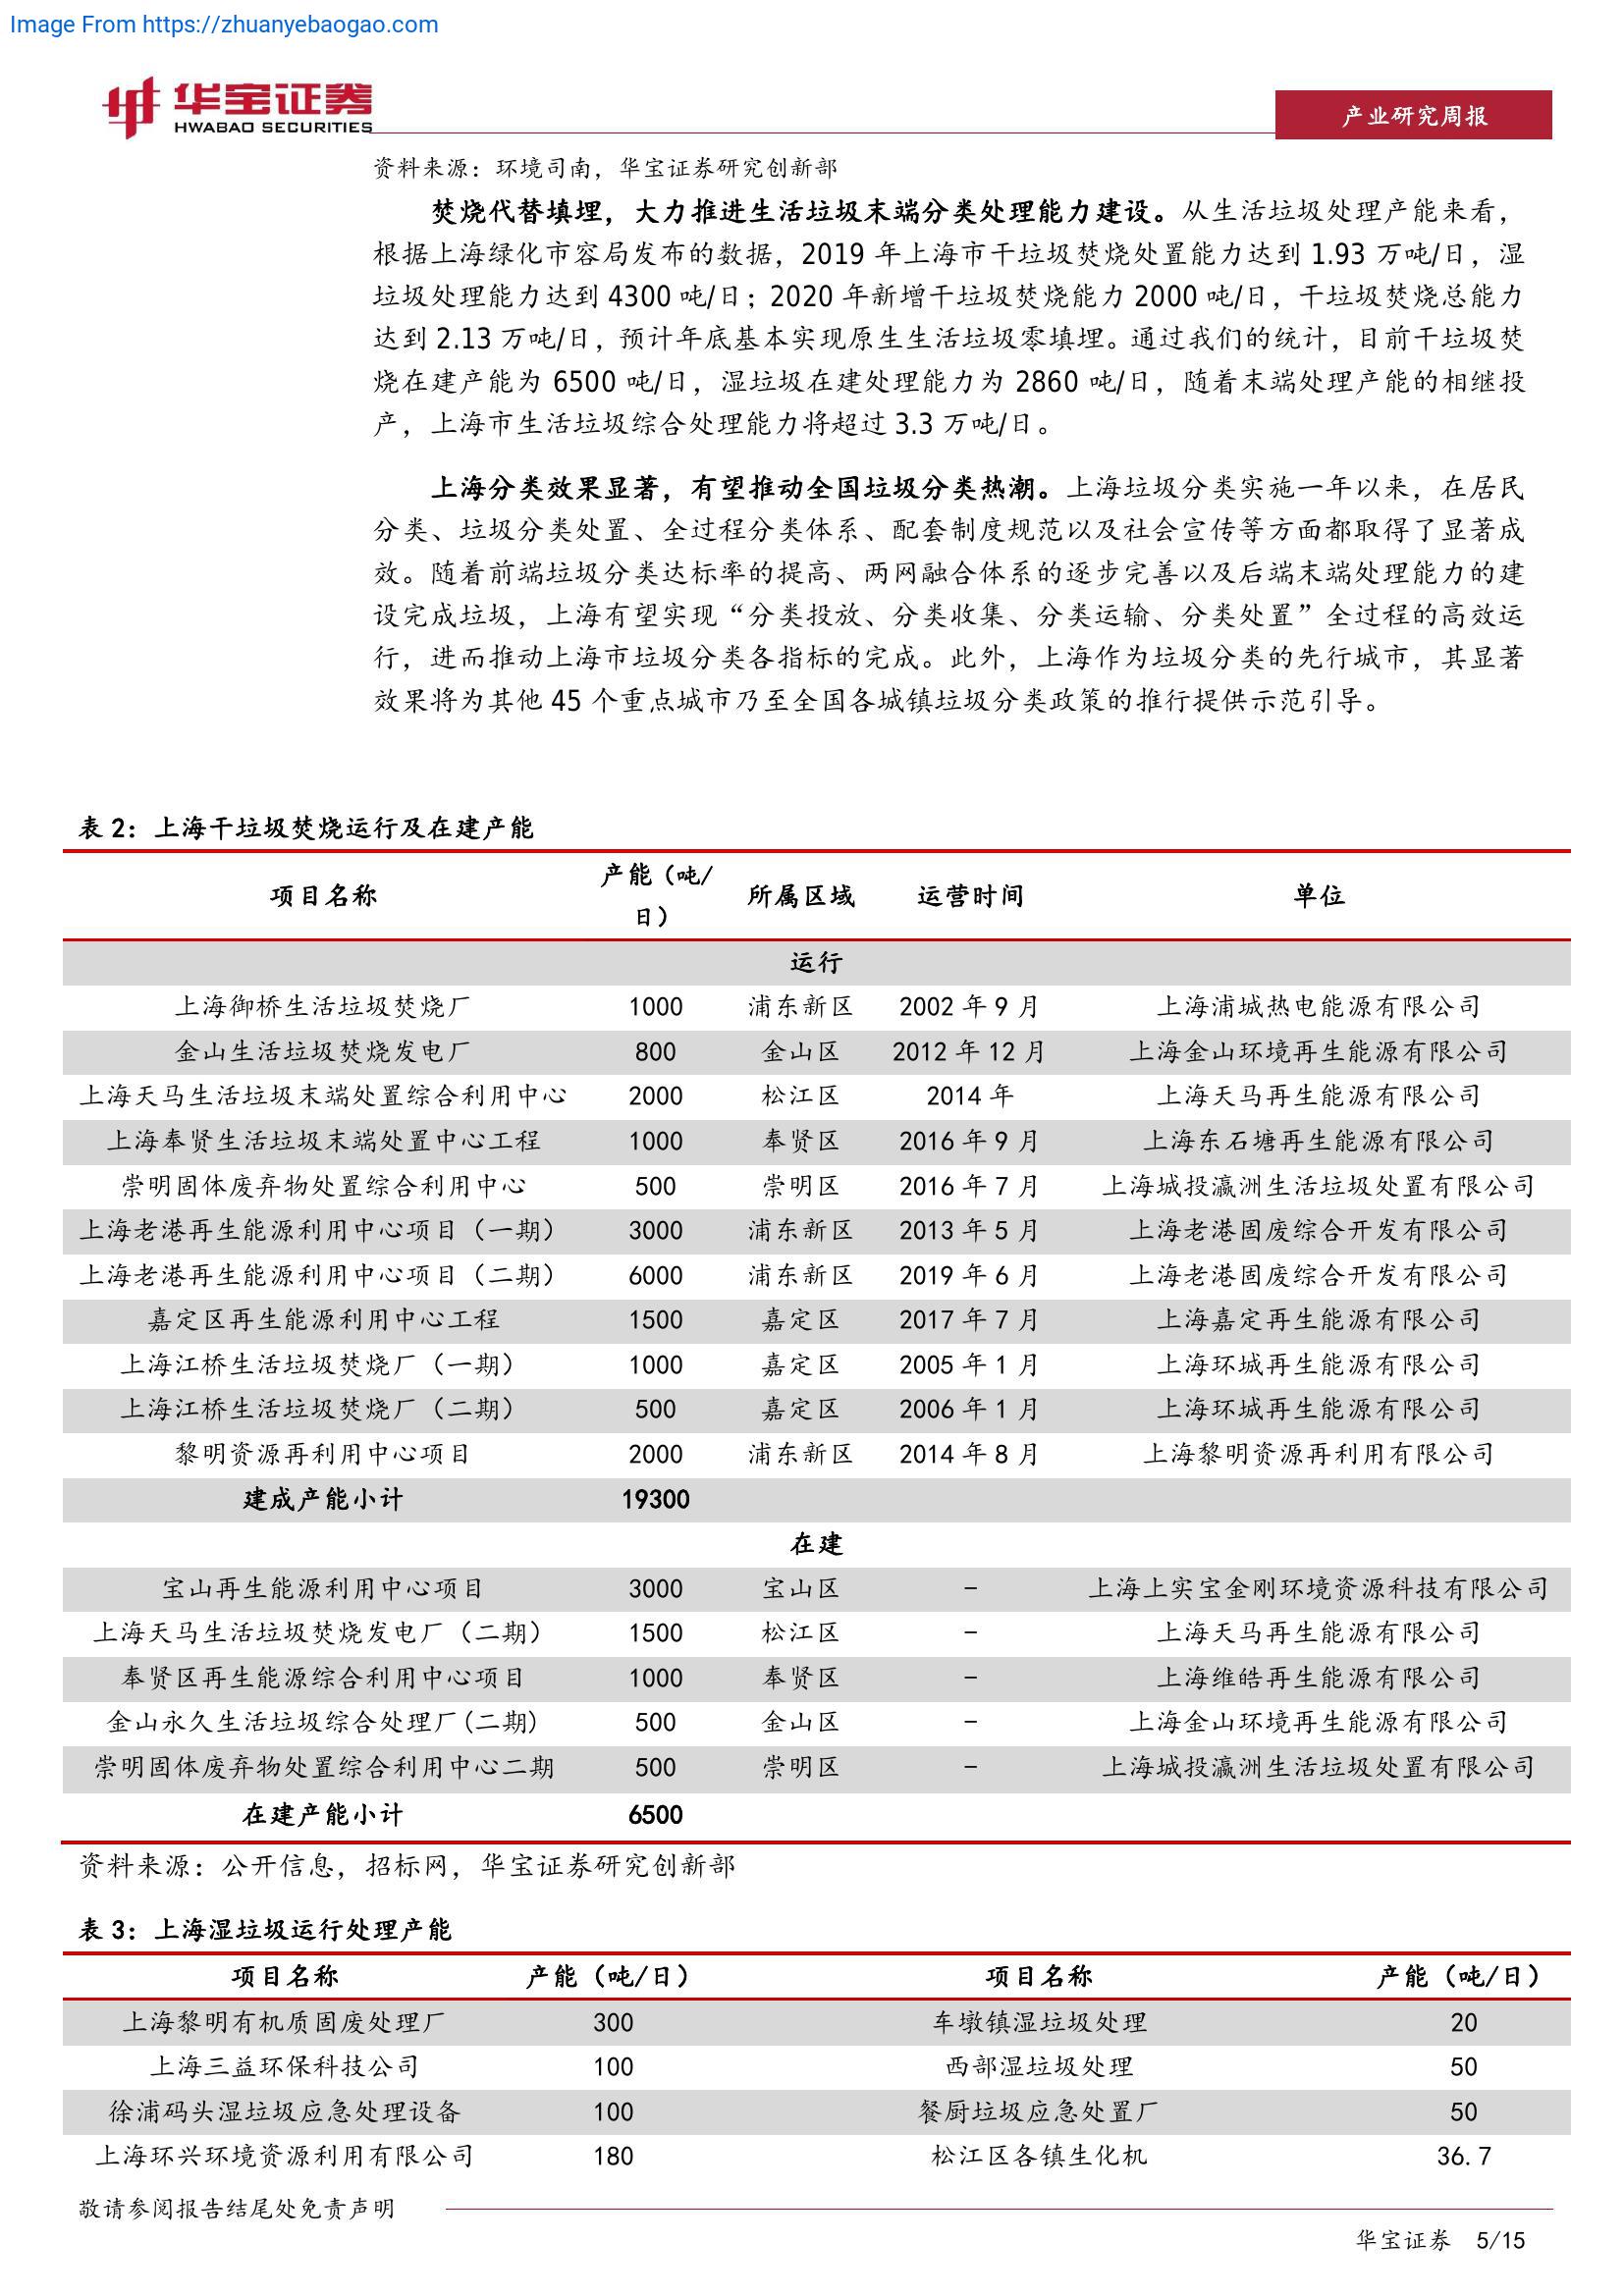 Image From https://zhuanyebaogao.com
华宝证券
HWABAO SECURITIES
产业研究周报
资料来源：环境司南，华宝证券研究创新部
焚烧代替填埋，大力推进生活垃圾末端分类处理能力建设。从生活垃圾处理产能来看，
根据上海绿化市容局发布的数据，2019 年上海市干垃圾焚烧处置能力达到 1.93 万吨/日，湿
垃圾处理能力达到 4300 吨/日；2020 年新增干垃圾焚烧能力 2000 吨/日，干垃圾焚烧总能力
达到 2.13 万吨/日，预计年底基本实现原生生活垃圾零填埋。通过我们的统计，目前干垃圾焚
烧在建产能为 6500 吨/日，湿垃圾在建处理能力为 2860 吨/日，随着末端处理产能的相继投
产，上海市生活垃圾综合处理能力将超过 3.3 万吨/日。
上海分类效果显著，有望推动全国垃圾分类热潮。上海垃圾分类实施一年以来，在居民
分类、垃圾分类处置、全过程分类体系、配套制度规范以及社会宣传等方面都取得了显著成
效。随着前端垃圾分类达标率的提高、两网融合体系的逐步完善以及后端末端处理能力的建
设完成垃圾，上海有望实现“分类投放、分类收集、分类运输、分类处置”全过程的高效运
行，进而推动上海市垃圾分类各指标的完成。此外，上海作为垃圾分类的先行城市，其显著
效果将为其他 45 个重点城市乃至全国各城镇垃圾分类政策的推行提供示范引导。
表 2：上海干垃圾焚烧运行及在建产能
项目名称 产能（吨/日） 所属区域 运营时间 单位
运行
上海御桥生活垃圾焚烧厂 1000 浦东新区 2002 年 9 月 上海浦城热电能源有限公司
金山生活垃圾焚烧发电厂 800 金山区 2012 年 12 月 上海金山环境再生能源有限公司
上海天马生活垃圾末端处置综合利用中心 2000 松江区 2014 年 上海天马再生能源有限公司
上海奉贤生活垃圾末端处置中心工程 1000 奉贤区 2016 年 9 月 上海东石塘再生能源有限公司
崇明固体废弃物处置综合利用中心 500 崇明区 2016 年 7 月 上海城投瀛洲生活垃圾处置有限公司
上海老港再生能源利用中心项目（一期） 3000 浦东新区 2013 年 5 月 上海老港固废综合开发有限公司
上海老港再生能源利用中心项目（二期） 6000 浦东新区 2019 年 6 月 上海老港固废综合开发有限公司
嘉定区再生能源利用中心工程 1500 嘉定区 2017 年 7 月 上海嘉定再生能源有限公司
上海江桥生活垃圾焚烧厂（一期） 1000 嘉定区 2005 年 1 月 上海环城再生能源有限公司
上海江桥生活垃圾焚烧厂（二期） 500 嘉定区 2006 年 1 月 上海环城再生能源有限公司
黎明资源再利用中心项目 2000 浦东新区 2014 年 8 月 上海黎明资源再利用有限公司
建成产能小计 19300
在建
宝山再生能源利用中心项目 3000 宝山区 - 上海上实宝金刚环境资源科技有限公司
上海天马生活垃圾焚烧发电厂（二期） 1500 松江区 - 上海天马再生能源有限公司
奉贤区再生能源综合利用中心项目 1000 奉贤区 - 上海维皓再生能源有限公司
金山永久生活垃圾综合处理厂(二期) 500 金山区 - 上海金山环境再生能源有限公司
崇明固体废弃物处置综合利用中心二期 500 崇明区 - 上海城投瀛洲生活垃圾处置有限公司
在建产能小计 6500
资料来源：公开信息，招标网，华宝证券研究创新部
表 3：上海湿垃圾运行处理产能
项目名称 产能（吨/日） 项目名称 产能（吨/日）
上海黎明有机质固废处理厂 300 车墩镇湿垃圾处理 20
上海三益环保科技公司 100 西部湿垃圾处理 50
徐浦码头湿垃圾应急处理设备 100 餐厨垃圾应急处置厂 50
上海环兴环境资源利用有限公司 180 松江区各镇生化机 36.7
敬请参阅报告结尾处免责声明
华宝证券 5/15